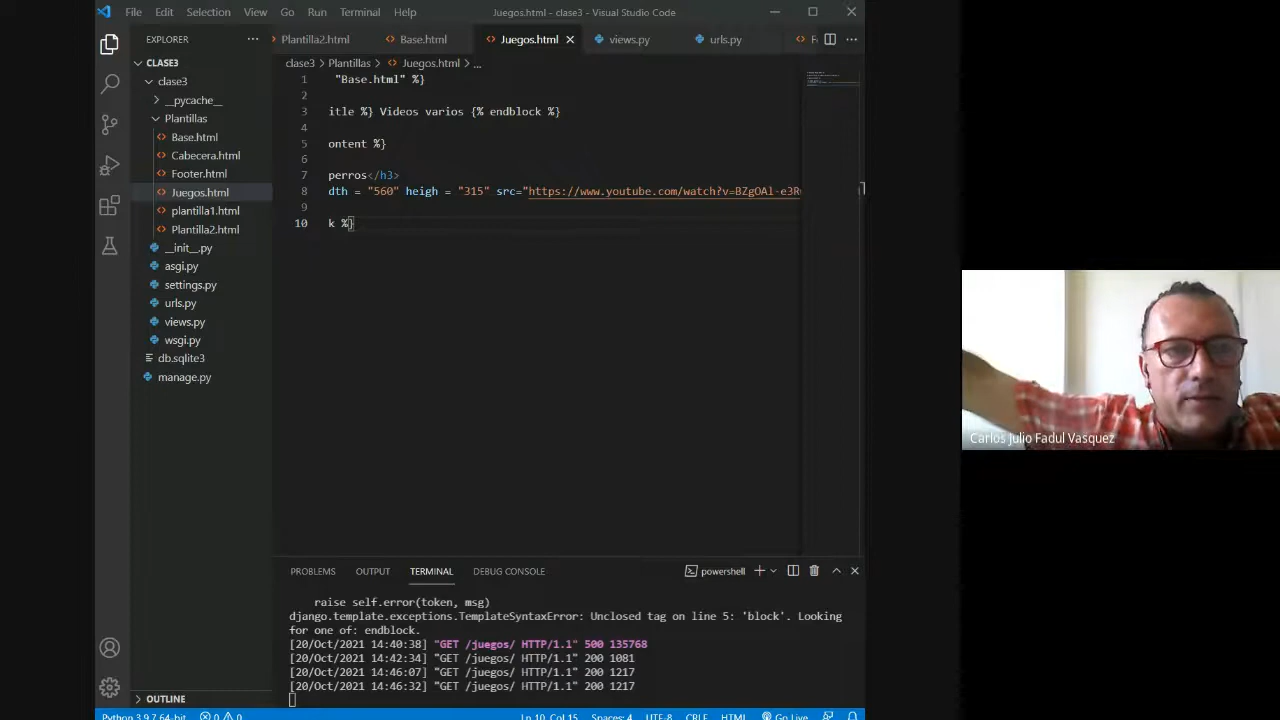 File Edit Selection View Go Run Terminal Help Juegos.html - clase3 - Visual Studio Code
EXPLORER
Plantilla2.html Base.html Juegos.html views.py urls.py
CLASE3
clase3
__pycache__
Plantillas
Base.html
Cabecera.html
Footer.html
Juegos.html
plantilla1.html
Plantilla2.html
__init__.py
asgi.py
settings.py
urls.py
views.py
wsgi.py
db.sqlite3
manage.py
OUTLINE
clase3 > Plantillas > Juegos.html > ...
1 "Base.html" %}
2
3 itle %} Videos varios {% endblock %}
4
5 ontent %}
6
7 perros</h3>
8 dth = "560" heigh = "315" src="https://www.youtube.com/watch?v=BZgOAl-e3R
9
10 k %}
PROBLEMS OUTPUT TERMINAL DEBUG CONSOLE powershell
raise self.error(token, msg)
django.template.exceptions.TemplateSyntaxError: Unclosed tag on line 5: 'block'. Looking
for one of: endblock.
[20/Oct/2021 14:40:38] "GET /juegos/ HTTP/1.1" 500 135768
[20/Oct/2021 14:42:34] "GET /juegos/ HTTP/1.1" 200 1081
[20/Oct/2021 14:46:07] "GET /juegos/ HTTP/1.1" 200 1217
[20/Oct/2021 14:46:32] "GET /juegos/ HTTP/1.1" 200 1217
Python 3.9.7 64-bit 0 0 Ln 10, Col 15 Spaces: 4 UTF-8 CRLF HTML Go Live
Carlos Julio Fadul Vasquez